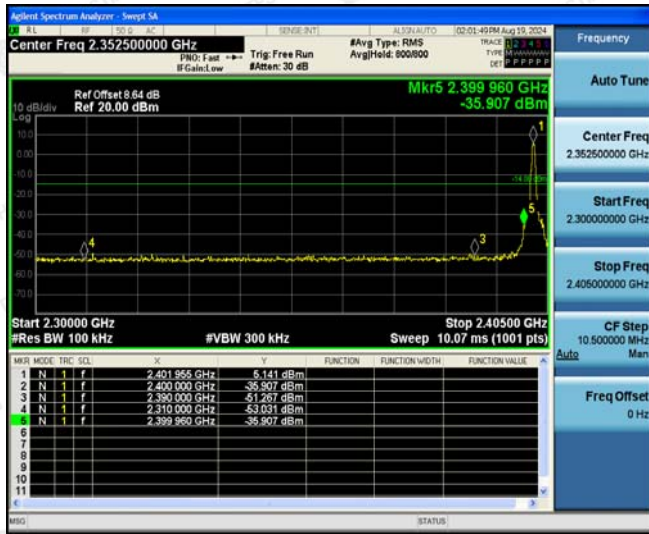 Agilent Spectrum Analyzer - Swept SA
RL RF 50 Ω AC SENSE:INT ALIGN AUTO 02:01:49 PM Aug 19, 2024
Center Freq 2.352500000 GHz
PNO: Fast
IFGain:Low
Trig: Free Run
#Atten: 30 dB
#Avg Type: RMS
Avg|Hold: 800/800
TRACE 1 2 3 4 5 6
TYPE M
DET P P P P P P
Ref Offset 8.64 dB
Ref 20.00 dBm
10 dB/div
Log
Mkr5 2.399 960 GHz
-35.907 dBm
10.0
0.00
-10.0
-20.0
-30.0
-40.0
-50.0
-60.0
-70.0
1
5
3
4
Start 2.30000 GHz Stop 2.40500 GHz
#Res BW 100 kHz #VBW 300 kHz Sweep 10.07 ms (1001 pts)
MKR MODE TRC SCL X Y FUNCTION FUNCTION WIDTH FUNCTION VALUE
1 N 1 f 2.401 955 GHz 5.141 dBm
2 N 1 f 2.400 000 GHz -35.907 dBm
3 N 1 f 2.390 000 GHz -51.267 dBm
4 N 1 f 2.310 000 GHz -53.031 dBm
5 N 1 f 2.399 960 GHz -35.907 dBm
6
7
8
9
10
11
MSG STATUS
Frequency
Auto Tune
Center Freq
2.352500000 GHz
Start Freq
2.300000000 GHz
Stop Freq
2.405000000 GHz
CF Step
10.500000 MHz
Auto Man
Freq Offset
0 Hz